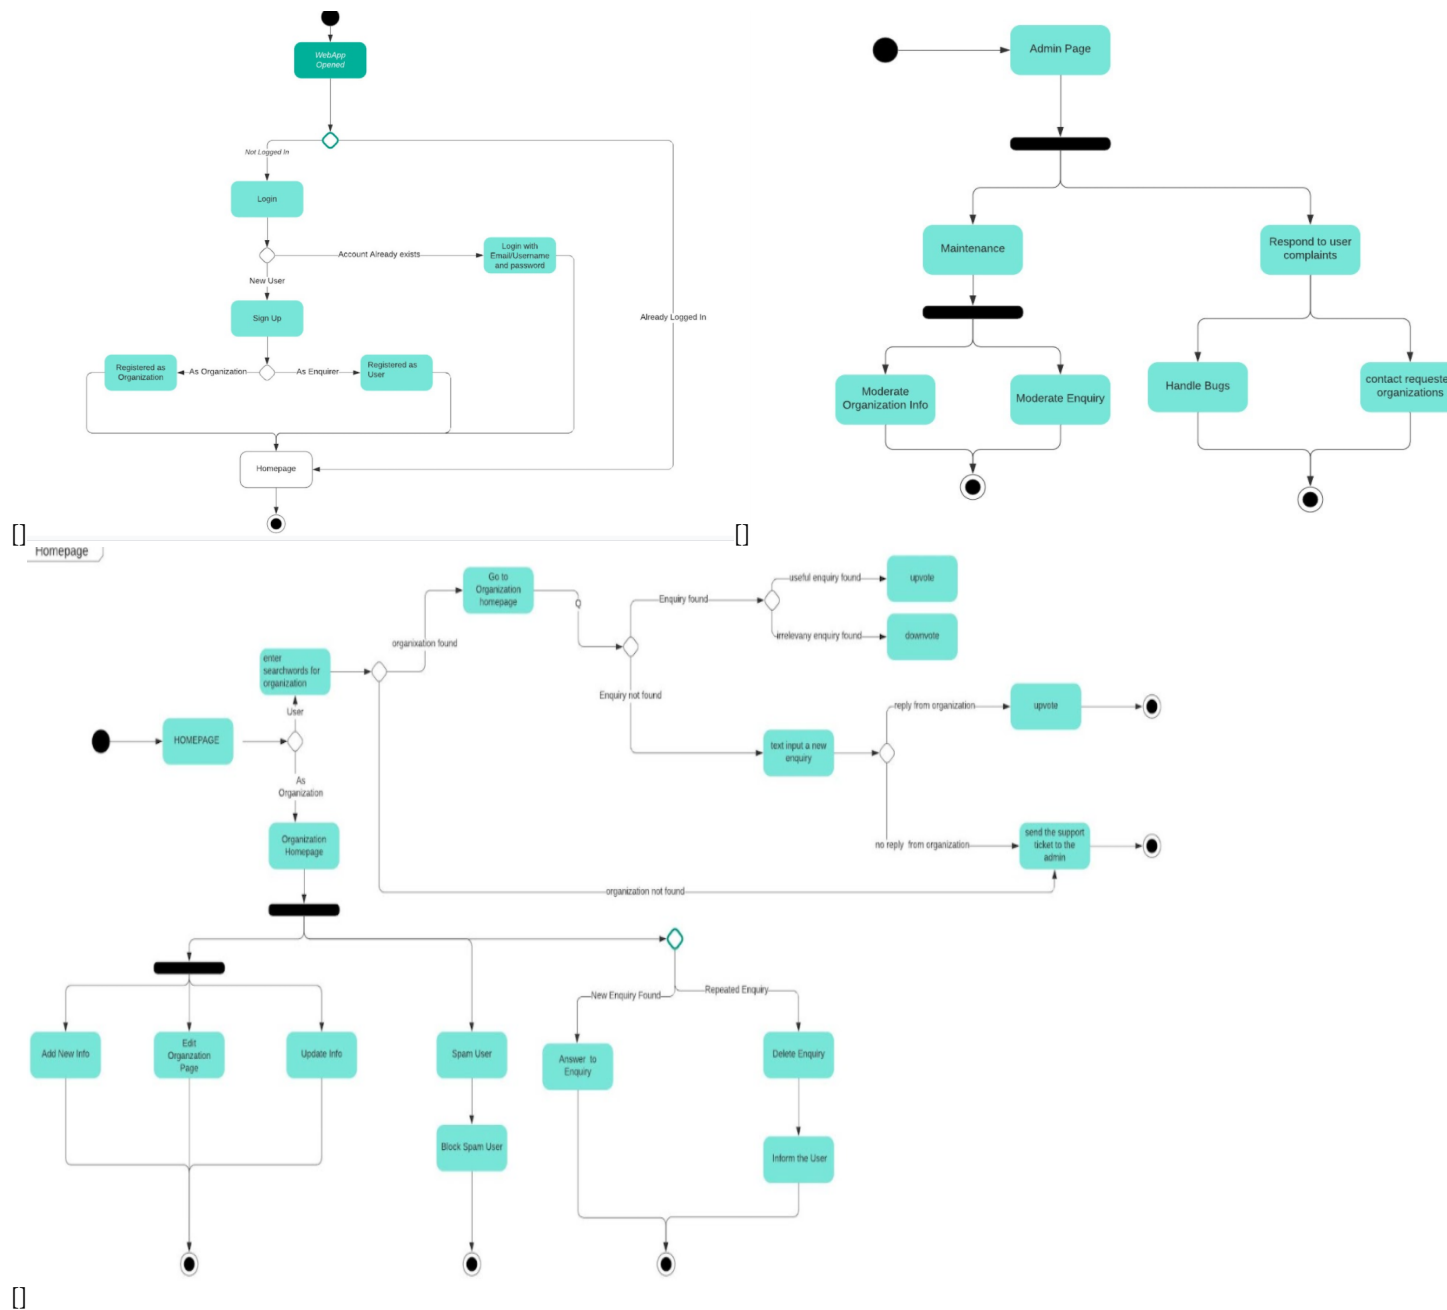 WebApp
Opened
Not Logged In
Login
Account Already exists
Login with
Email/Username
and password
New User
Sign Up
Already Logged In
Registered as
Organization
As Organization
As Enquirer
Registered as
User
Homepage
[]
Admin Page
Maintenance
Respond to user
complaints
Moderate
Organization Info
Moderate Enquiry
Handle Bugs
contact requeste
organizations
[]
Homepage
Go to
Organization
homepage
Q
Enquiry found
useful enquiry found
upvote
irrelevany enquiry found
downvote
organixation found
enter
searchwords for
organization
User
HOMEPAGE
Enquiry not found
reply from organization
upvote
text input a new
enquiry
As
Organization
Organization
Homepage
no reply from organization
send the support
ticket to the
admin
organization not found
New Enquiry Found
Repeated Enquiry
Add New Info
Edit
Organzation
Page
Update Info
Spam User
Answer to
Enquiry
Delete Enquiry
Block Spam User
Inform the User
[]